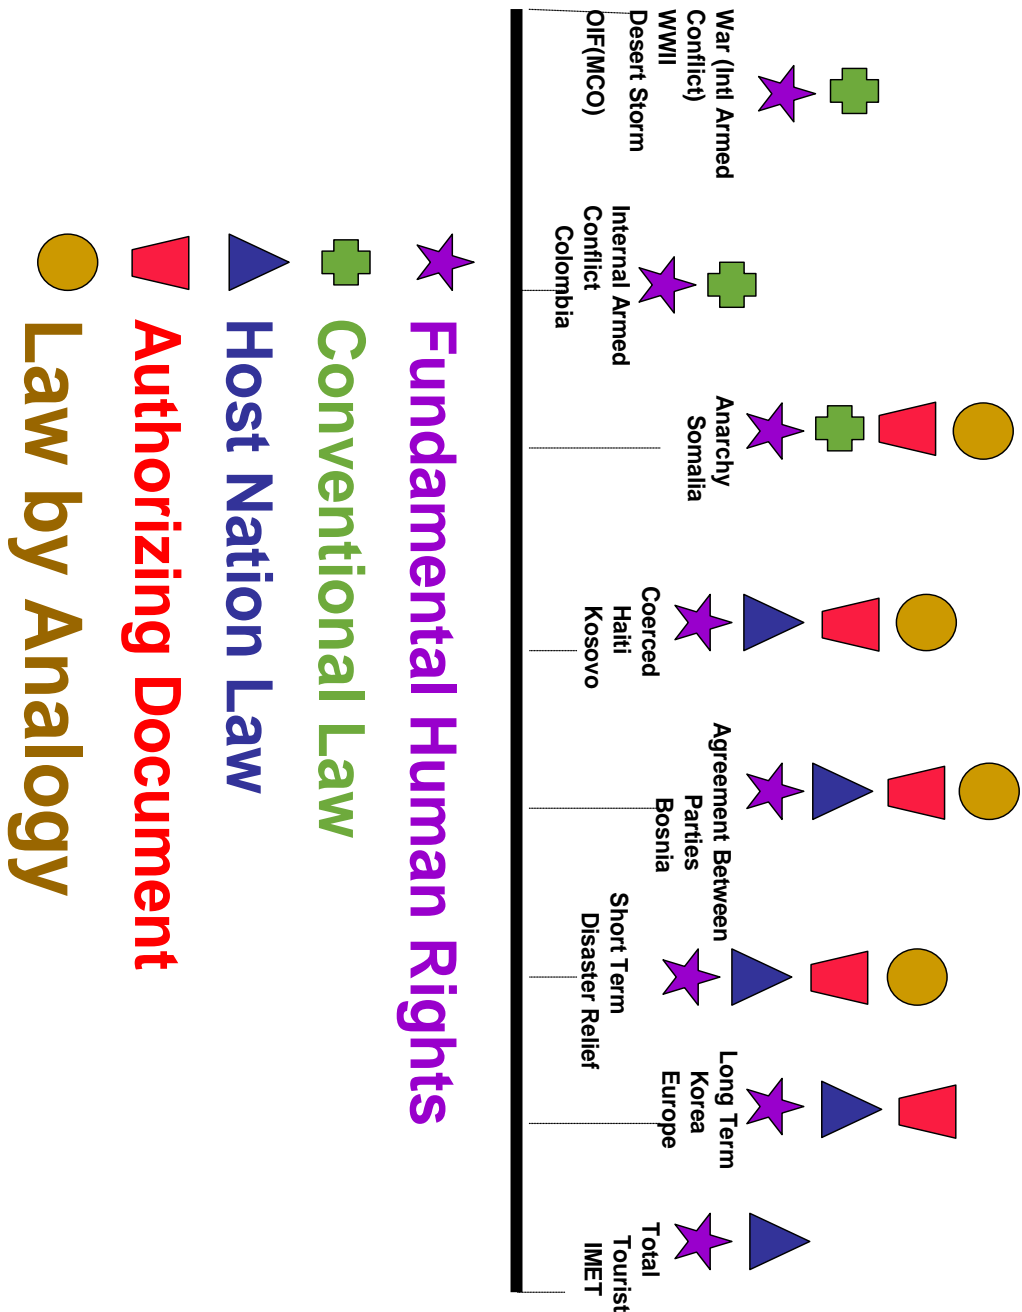 War (Intl Armed
Conflict)
WWII
Desert Storm
OIF(MCO)
Internal Armed
Conflict
Colombia
Anarchy
Somalia
Coerced
Haiti
Kosovo
Agreement Between
Parties
Bosnia
Short Term
Disaster Relief
Long Term
Korea
Europe
Total
Tourist
IMET
Fundamental Human Rights
Conventional Law
Host Nation Law
Authorizing Document
Law by Analogy